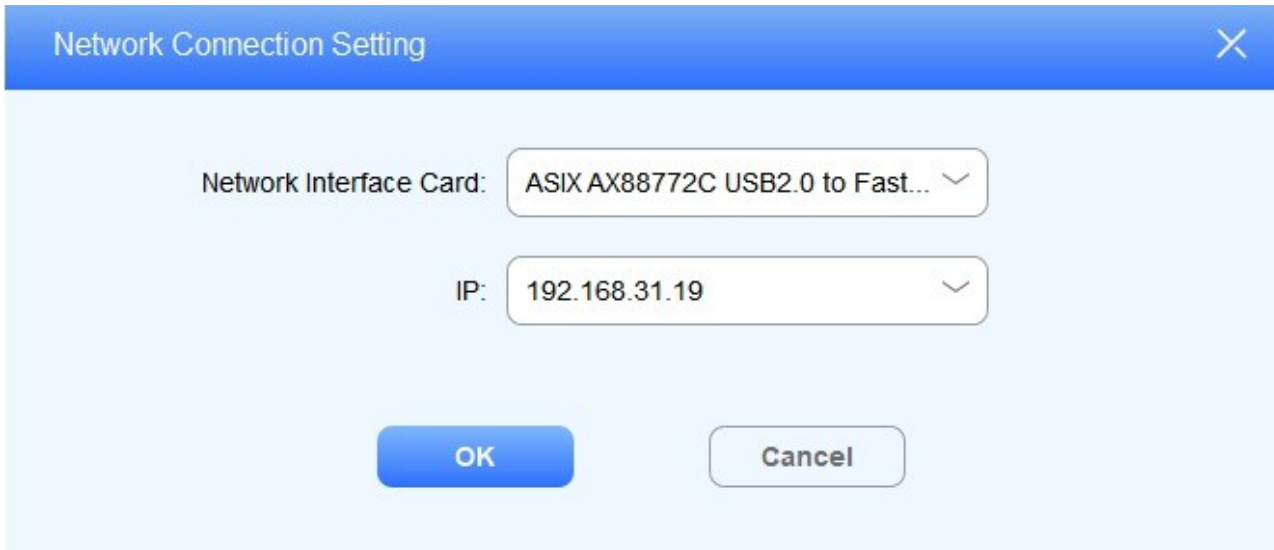 Network Connection Setting
Network Interface Card: ASIX AX88772C USB2.0 to Fast...
IP: 192.168.31.19
OK Cancel